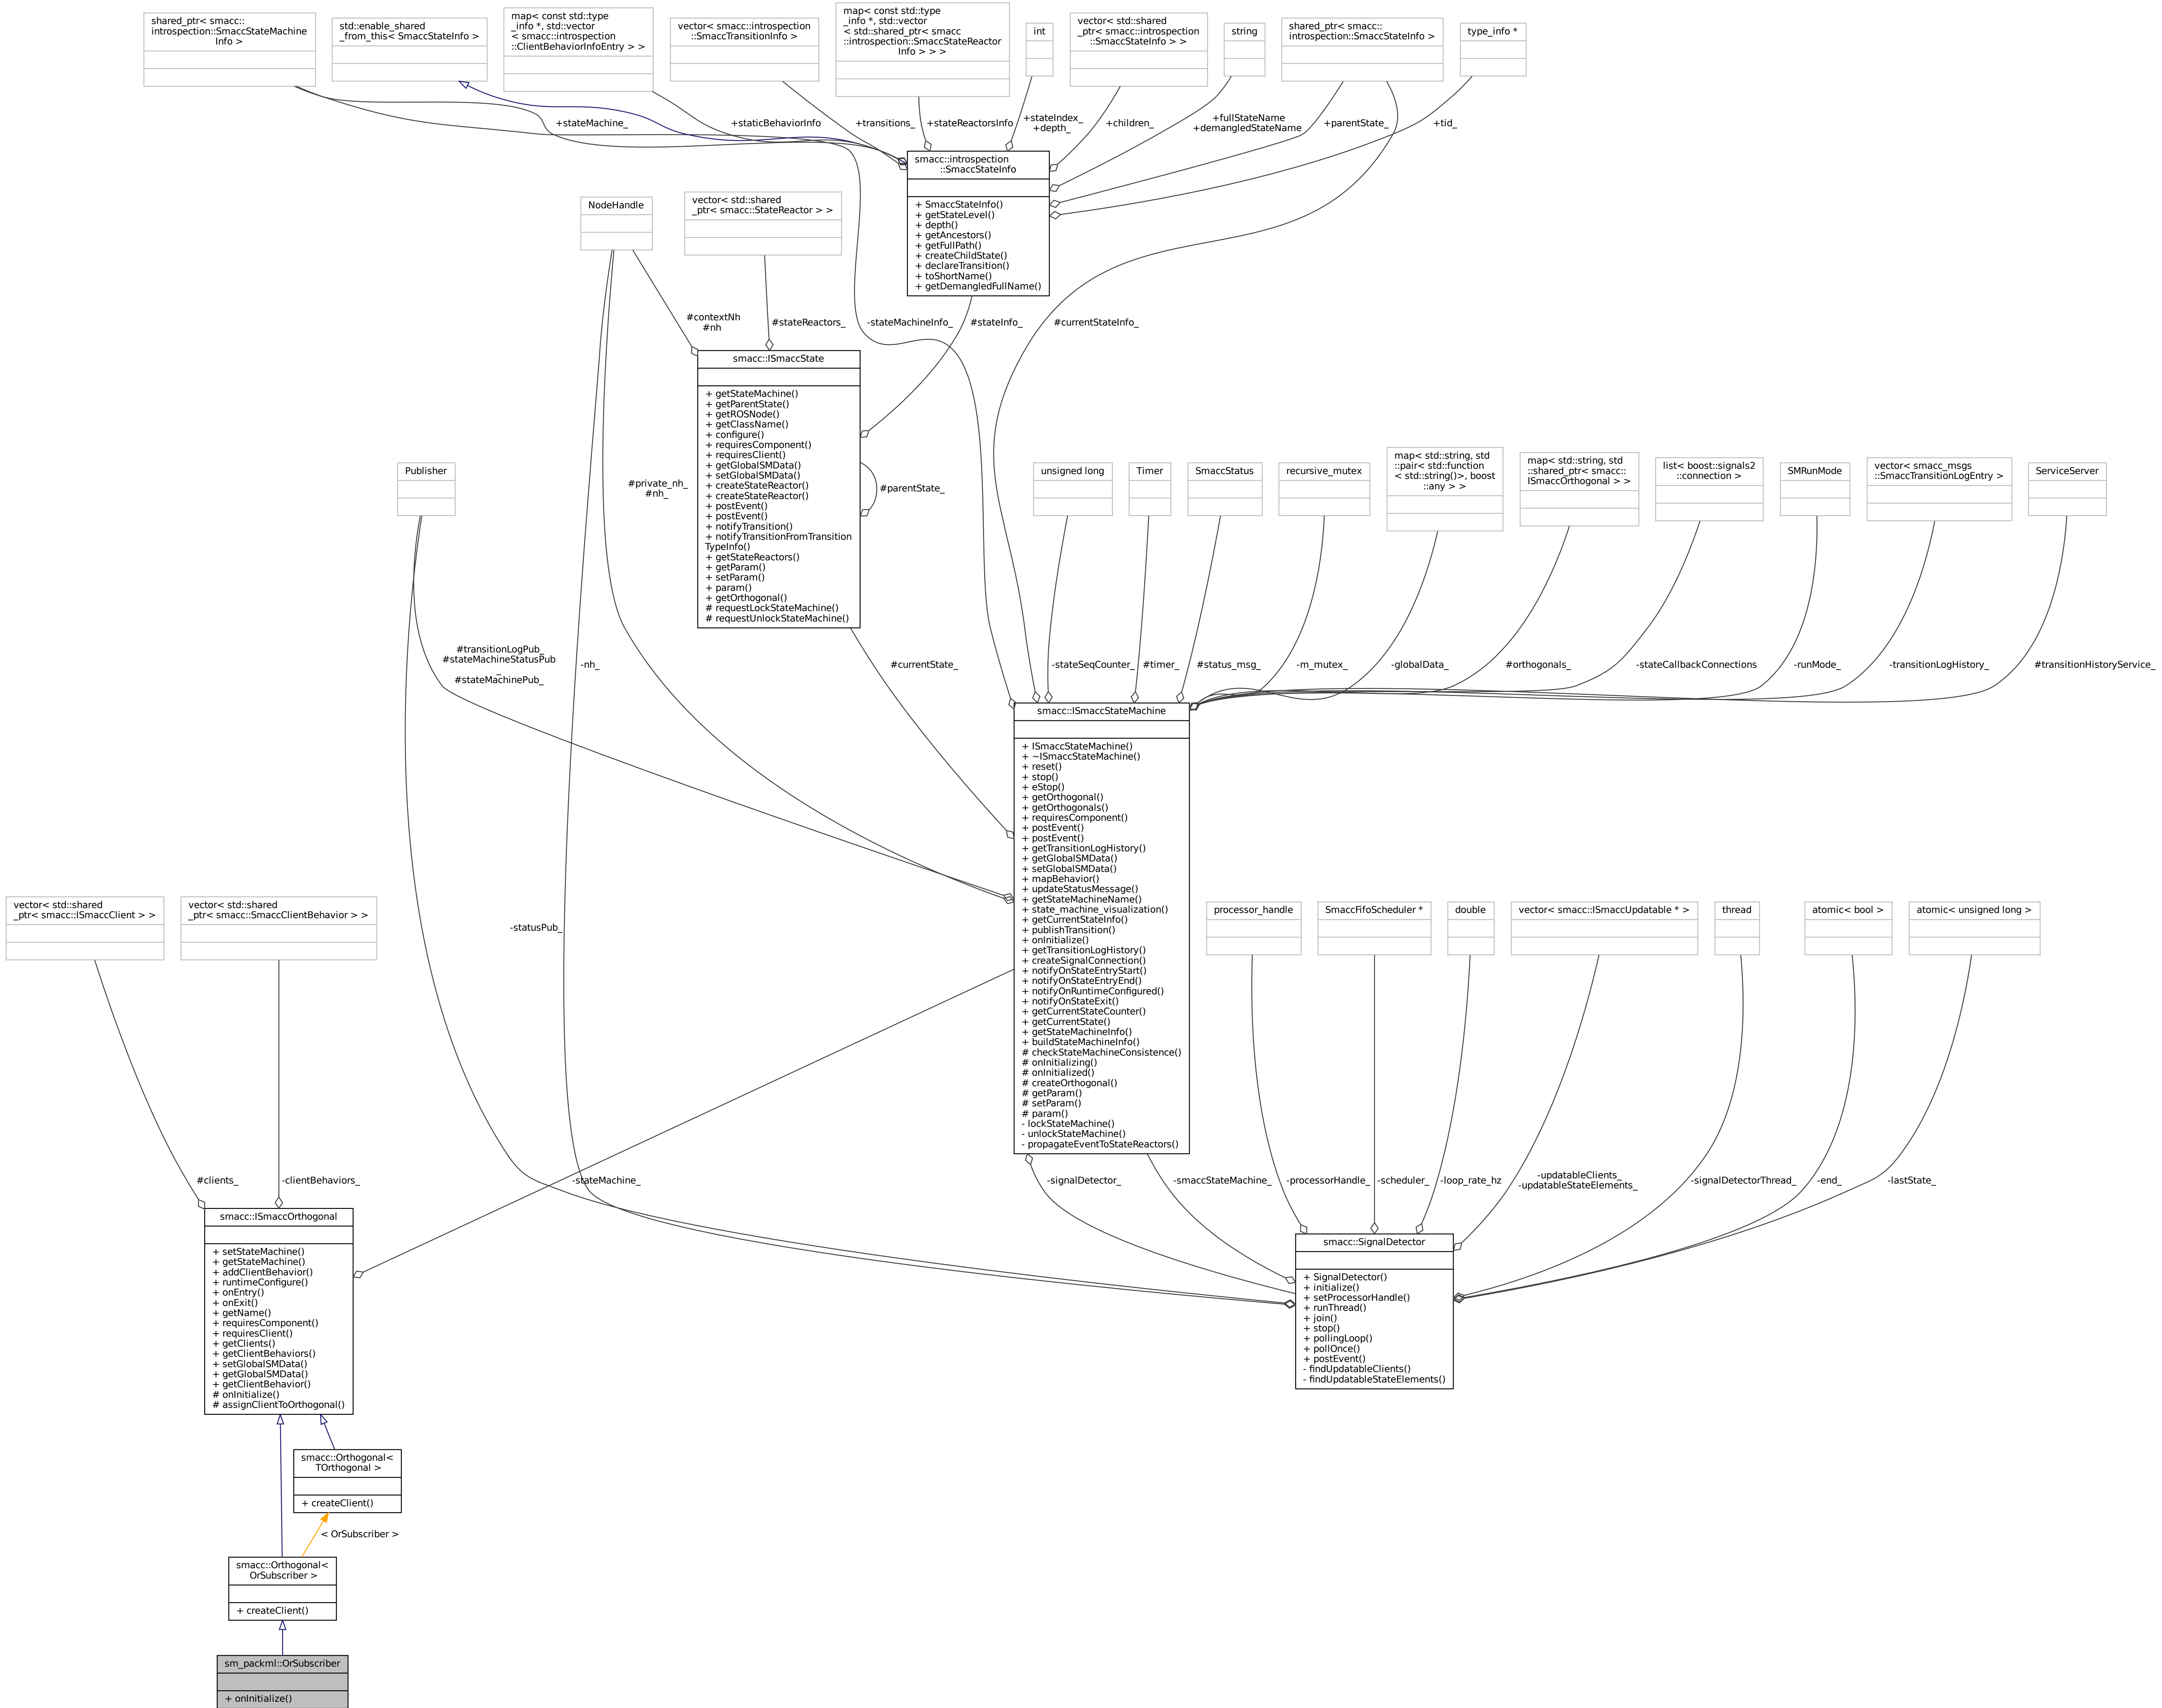 shared_ptr< smacc::
introspection::SmaccStateMachine
Info >
std::enable_shared
_from_this< SmaccStateInfo >
map< const std::type
_info *, std::vector
< smacc::introspection
::ClientBehaviorInfoEntry > >
vector< smacc::introspection
::SmaccTransitionInfo >
map< const std::type
_info *, std::vector
< std::shared_ptr< smacc
::introspection::SmaccStateReactor
Info > > >
int
vector< std::shared
_ptr< smacc::introspection
::SmaccStateInfo > >
string
shared_ptr< smacc::
introspection::SmaccStateInfo >
type_info *
+stateMachine_
+staticBehaviorInfo
+transitions_
+stateReactorsInfo
+stateIndex_
+depth_
+children_
+fullStateName
+demangledStateName
+parentState_
+tid_
smacc::introspection
::SmaccStateInfo
+ SmaccStateInfo()
+ getStateLevel()
+ depth()
+ getAncestors()
+ getFullPath()
+ createChildState()
+ declareTransition()
+ toShortName()
+ getDemangledFullName()
NodeHandle
vector< std::shared
_ptr< smacc::StateReactor > >
#contextNh
#nh
#stateReactors_
-stateMachineInfo_
#stateInfo_
#currentStateInfo_
smacc::ISmaccState
+ getStateMachine()
+ getParentState()
+ getROSNode()
+ getClassName()
+ configure()
+ requiresComponent()
+ requiresClient()
+ getGlobalSMData()
+ setGlobalSMData()
+ createStateReactor()
+ createStateReactor()
+ postEvent()
+ postEvent()
+ notifyTransition()
+ notifyTransitionFromTransition
TypeInfo()
+ getStateReactors()
+ getParam()
+ setParam()
+ param()
+ getOrthogonal()
# requestLockStateMachine()
# requestUnlockStateMachine()
#parentState_
#private_nh_
#nh_
Publisher
unsigned long
Timer
SmaccStatus
recursive_mutex
map< std::string, std
::pair< std::function
< std::string()>, boost
::any > >
map< std::string, std
::shared_ptr< smacc::
ISmaccOrthogonal > >
list< boost::signals2
::connection >
SMRunMode
vector< smacc_msgs
::SmaccTransitionLogEntry >
ServiceServer
#transitionLogPub_
#stateMachineStatusPub
_
#stateMachinePub_
-nh_
#currentState_
-stateSeqCounter_
#timer_
#status_msg_
-m_mutex_
-globalData_
#orthogonals_
-stateCallbackConnections
-runMode_
-transitionLogHistory_
#transitionHistoryService_
smacc::ISmaccStateMachine
+ ISmaccStateMachine()
+ ~ISmaccStateMachine()
+ reset()
+ stop()
+ eStop()
+ getOrthogonal()
+ getOrthogonals()
+ requiresComponent()
+ postEvent()
+ postEvent()
+ getTransitionLogHistory()
+ getGlobalSMData()
+ setGlobalSMData()
+ mapBehavior()
+ updateStatusMessage()
+ getStateMachineName()
+ state_machine_visualization()
+ getCurrentStateInfo()
+ publishTransition()
+ onInitialize()
+ getTransitionLogHistory()
+ createSignalConnection()
+ notifyOnStateEntryStart()
+ notifyOnStateEntryEnd()
+ notifyOnRuntimeConfigured()
+ notifyOnStateExit()
+ getCurrentStateCounter()
+ getCurrentState()
+ getStateMachineInfo()
+ buildStateMachineInfo()
# checkStateMachineConsistence()
# onInitializing()
# onInitialized()
# createOrthogonal()
# getParam()
# setParam()
# param()
- lockStateMachine()
- unlockStateMachine()
- propagateEventToStateReactors()
vector< std::shared
_ptr< smacc::ISmaccClient > >
vector< std::shared
_ptr< smacc::SmaccClientBehavior > >
-statusPub_
processor_handle
SmaccFifoScheduler *
double
vector< smacc::ISmaccUpdatable * >
thread
atomic< bool >
atomic< unsigned long >
#clients_
-clientBehaviors_
-stateMachine_
-signalDetector_
-smaccStateMachine_
-processorHandle_
-scheduler_
-loop_rate_hz
-updatableClients_
-updatableStateElements_
-signalDetectorThread_
-end_
-lastState_
smacc::ISmaccOrthogonal
+ setStateMachine()
+ getStateMachine()
+ addClientBehavior()
+ runtimeConfigure()
+ onEntry()
+ onExit()
+ getName()
+ requiresComponent()
+ requiresClient()
+ getClients()
+ getClientBehaviors()
+ setGlobalSMData()
+ getGlobalSMData()
+ getClientBehavior()
# onInitialize()
# assignClientToOrthogonal()
smacc::SignalDetector
+ SignalDetector()
+ initialize()
+ setProcessorHandle()
+ runThread()
+ join()
+ stop()
+ pollingLoop()
+ pollOnce()
+ postEvent()
- findUpdatableClients()
- findUpdatableStateElements()
smacc::Orthogonal<
TOrthogonal >
+ createClient()
< OrSubscriber >
smacc::Orthogonal<
OrSubscriber >
+ createClient()
sm_packml::OrSubscriber
+ onInitialize()